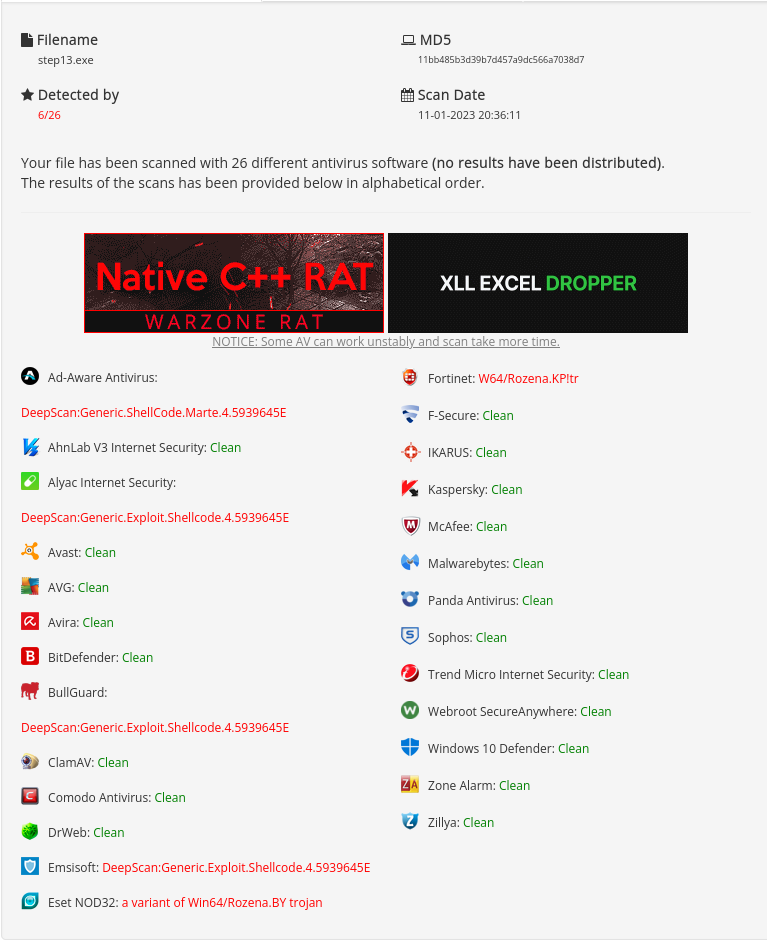 Filename
step13.exe
MD5
11bb485b3d39b7d457a9dc566a7038d7
Detected by
6/26
Scan Date
11-01-2023 20:36:11
Your file has been scanned with 26 different antivirus software (no results have been distributed).
The results of the scans has been provided below in alphabetical order.
Native C++ RAT
WARZONE RAT
XLL EXCEL DROPPER
NOTICE: Some AV can work unstably and scan take more time.
Ad-Aware Antivirus:
DeepScan:Generic.ShellCode.Marte.4.5939645E
AhnLab V3 Internet Security: Clean
Alyac Internet Security:
DeepScan:Generic.Exploit.Shellcode.4.5939645E
Avast: Clean
AVG: Clean
Avira: Clean
BitDefender: Clean
BullGuard:
DeepScan:Generic.Exploit.Shellcode.4.5939645E
ClamAV: Clean
Comodo Antivirus: Clean
DrWeb: Clean
Emsisoft: DeepScan:Generic.Exploit.Shellcode.4.5939645E
Eset NOD32: a variant of Win64/Rozena.BY trojan
Fortinet: W64/Rozena.KP!tr
F-Secure: Clean
IKARUS: Clean
Kaspersky: Clean
McAfee: Clean
Malwarebytes: Clean
Panda Antivirus: Clean
Sophos: Clean
Trend Micro Internet Security: Clean
Webroot SecureAnywhere: Clean
Windows 10 Defender: Clean
Zone Alarm: Clean
Zillya: Clean